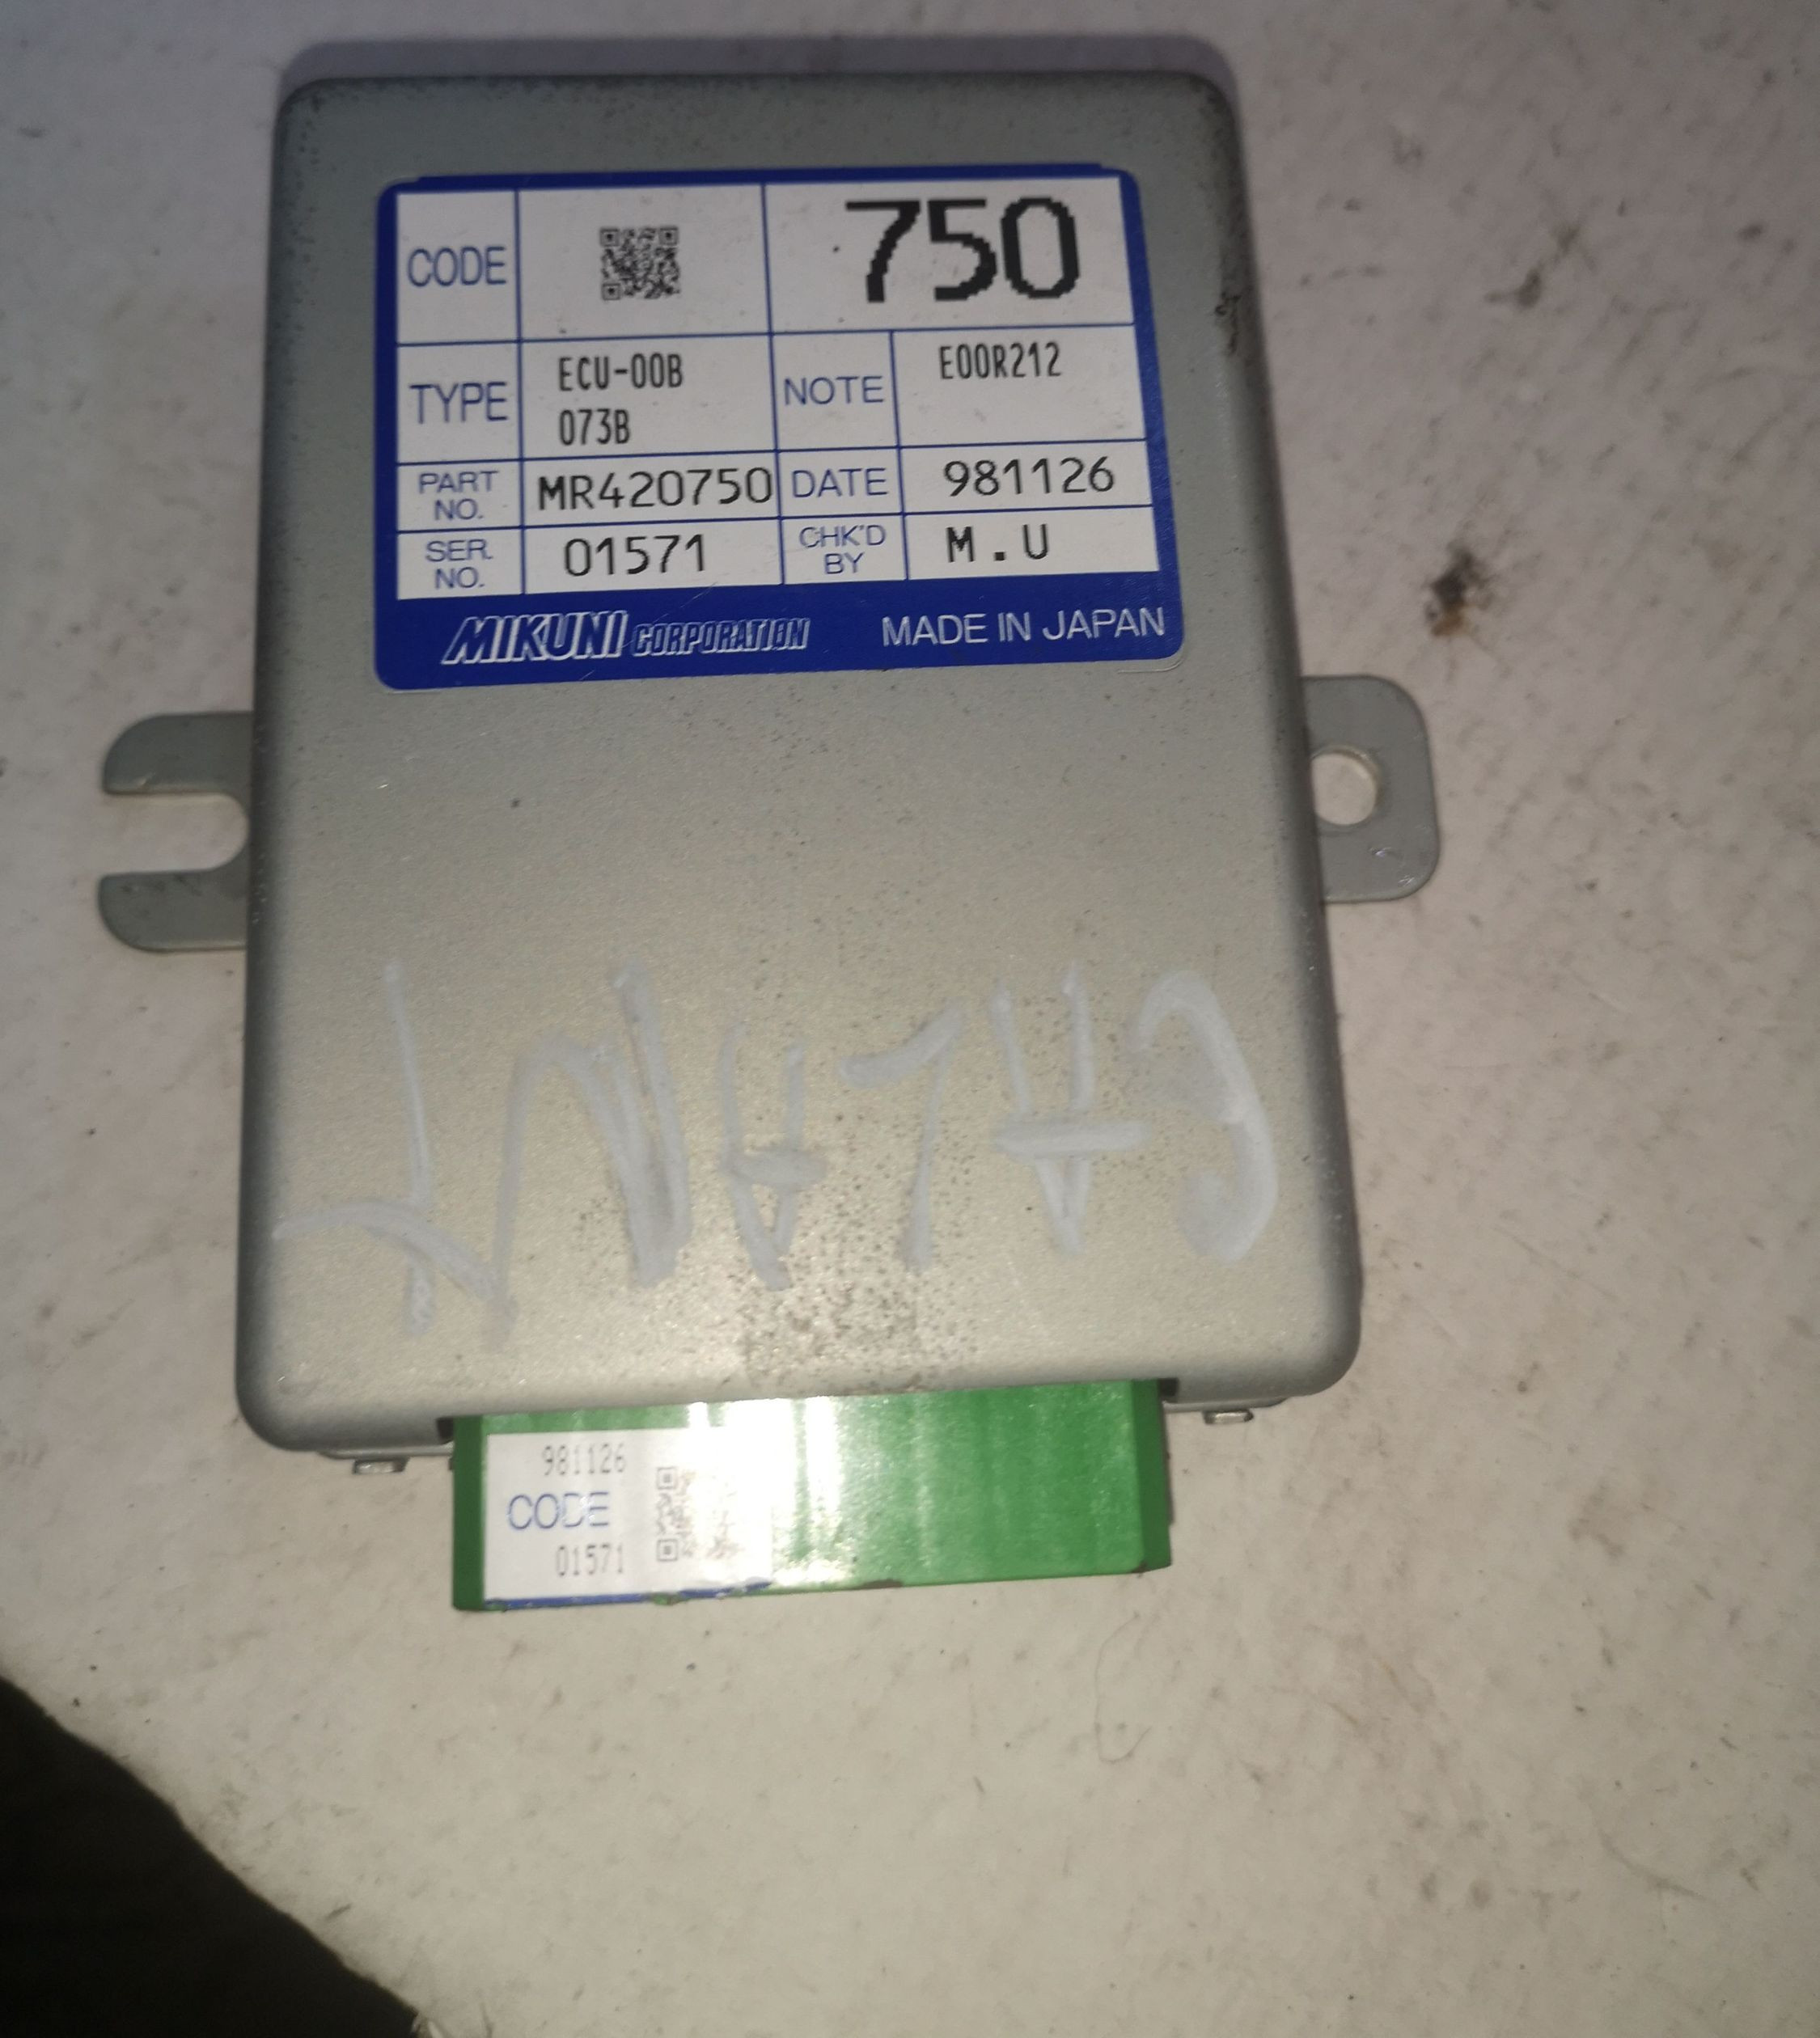 CODE 750
TYPE ECU-00B NOTE E00R212
073B
PART NO. MR420750 DATE 981126
SER. NO. 01571 CHK'D BY M.U
MIKUNI CORPORATION MADE IN JAPAN
GALANT
981126
CODE
01571